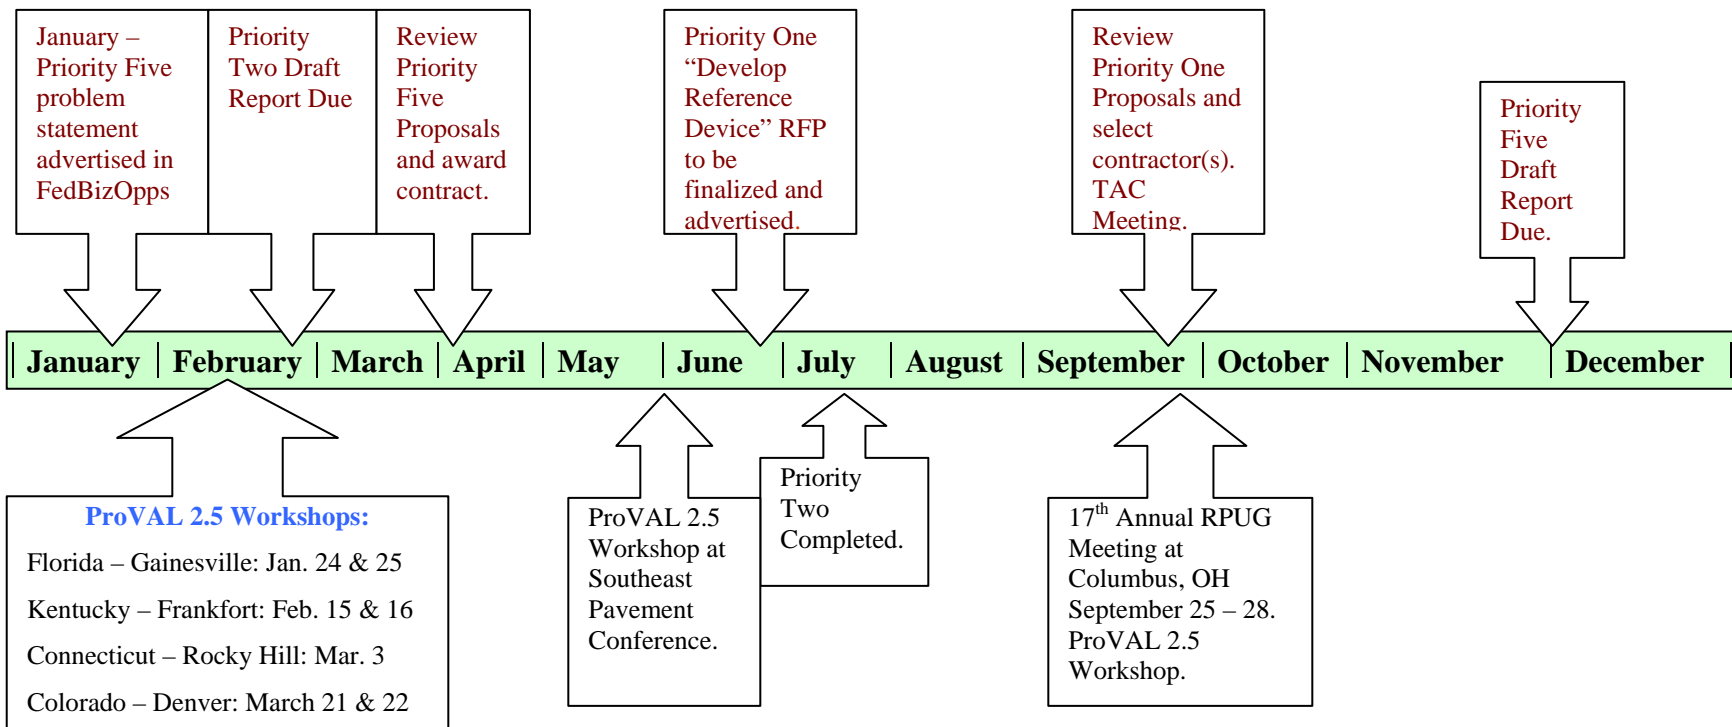 January –
Priority Five
problem
statement
advertised in
FedBizOpps
Priority
Two Draft
Report Due
Review
Priority
Five
Proposals
and award
contract.
Priority One
“Develop
Reference
Device” RFP
to be
finalized and
advertised.
Review
Priority One
Proposals and
select
contractor(s).
TAC
Meeting.
Priority
Five
Draft
Report
Due.
January February March April May June July August September October November December
ProVAL 2.5 Workshops:
Florida – Gainesville: Jan. 24 & 25
Kentucky – Frankfort: Feb. 15 & 16
Connecticut – Rocky Hill: Mar. 3
Colorado – Denver: March 21 & 22
ProVAL 2.5
Workshop at
Southeast
Pavement
Conference.
Priority
Two
Completed.
17th Annual RPUG
Meeting at
Columbus, OH
September 25 – 28.
ProVAL 2.5
Workshop.